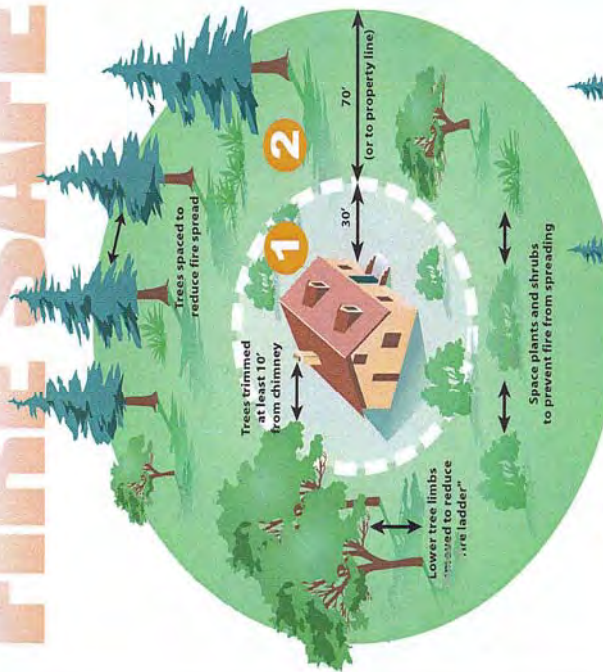 FIRE SAFE
Trees spaced to
reduce fire spread
2
70'
(or to property line)
1
30'
Trees trimmed
at least 10'
from chimney
Lower tree limbs
to reduce
ladder"
Space plants and shrubs
to prevent fire from spreading